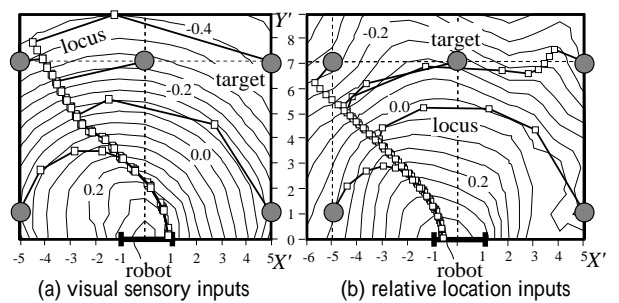 Y'
-0.4
locus
target
-0.2
0.0
0.2
-5 -4 -3 -2 -1 1 2 4 5 X'
robot
(a) visual sensory inputs
9
8
7
6
5
4
3
2
1
0
-0.2
target
0.0
locus
0.2
-6 -5 -4 -3 -2 -1 0 1 2 3 4 5 X'
robot
(b) relative location inputs